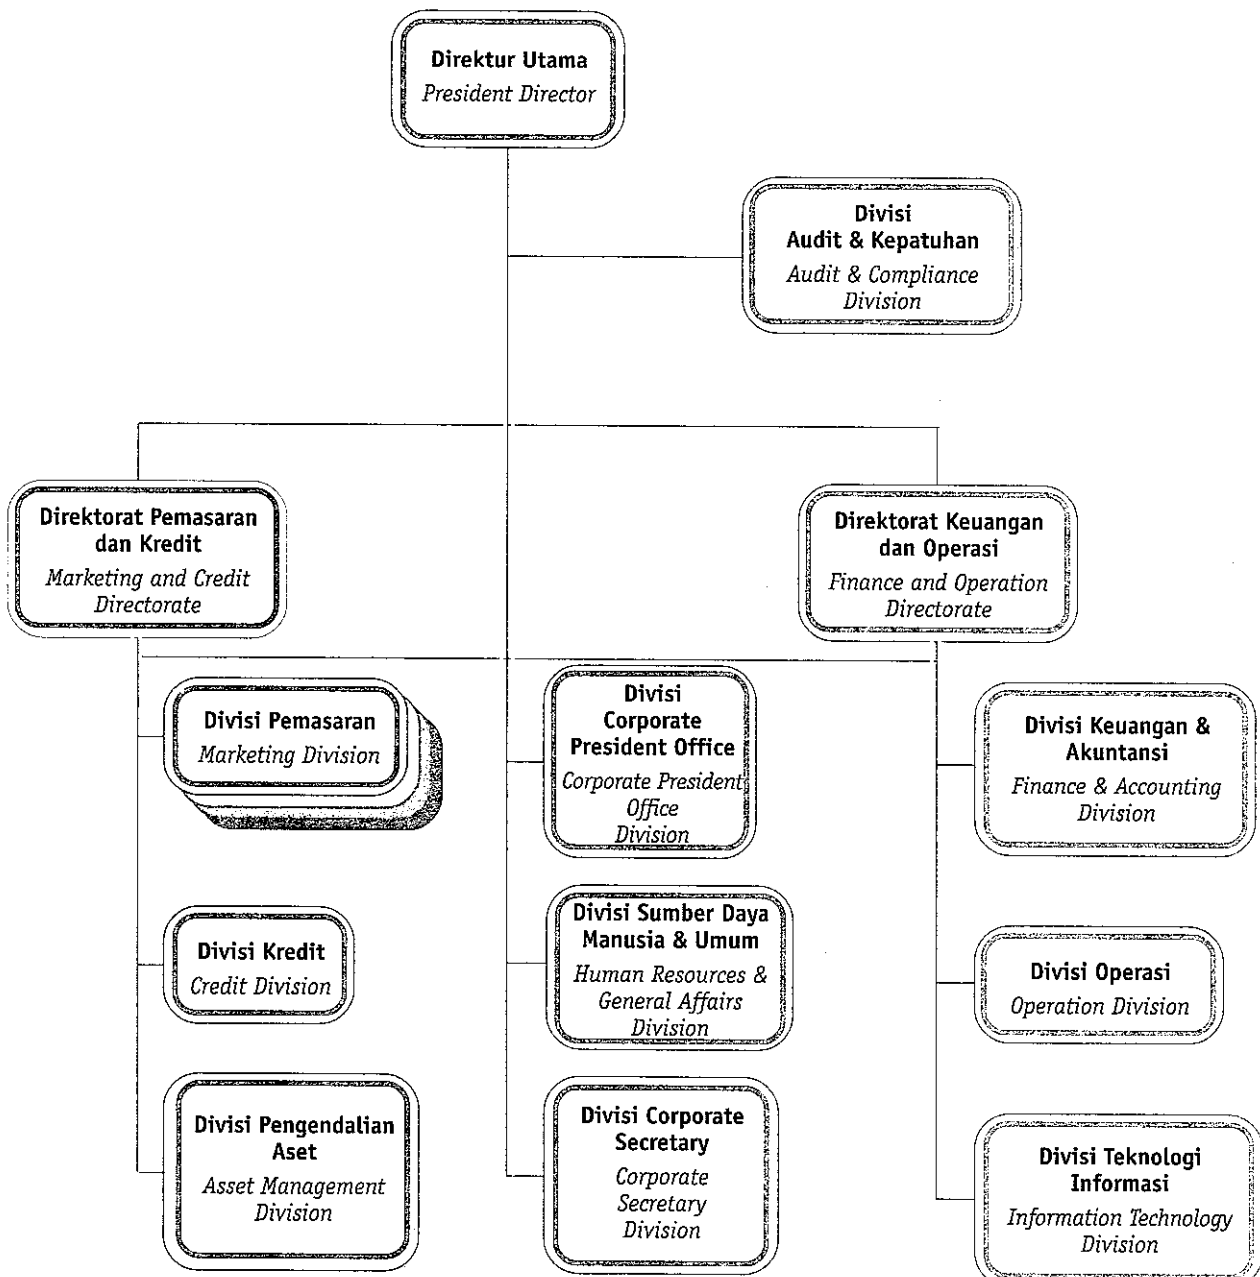 Direktur Utama
President Director
Divisi
Audit & Kepatuhan
Audit & Compliance
Division
Direktorat Pemasaran
dan Kredit
Marketing and Credit
Directorate
Direktorat Keuangan
dan Operasi
Finance and Operation
Directorate
Divisi Pemasaran
Marketing Division
Divisi
Corporate
President Office
Corporate President
Office
Division
Divisi Keuangan &
Akuntansi
Finance & Accounting
Division
Divisi Kredit
Credit Division
Divisi Sumber Daya
Manusia & Umum
Human Resources &
General Affairs
Division
Divisi Operasi
Operation Division
Divisi Pengendalian
Aset
Asset Management
Division
Divisi Corporate
Secretary
Corporate
Secretary
Division
Divisi Teknologi
Informasi
Information Technology
Division